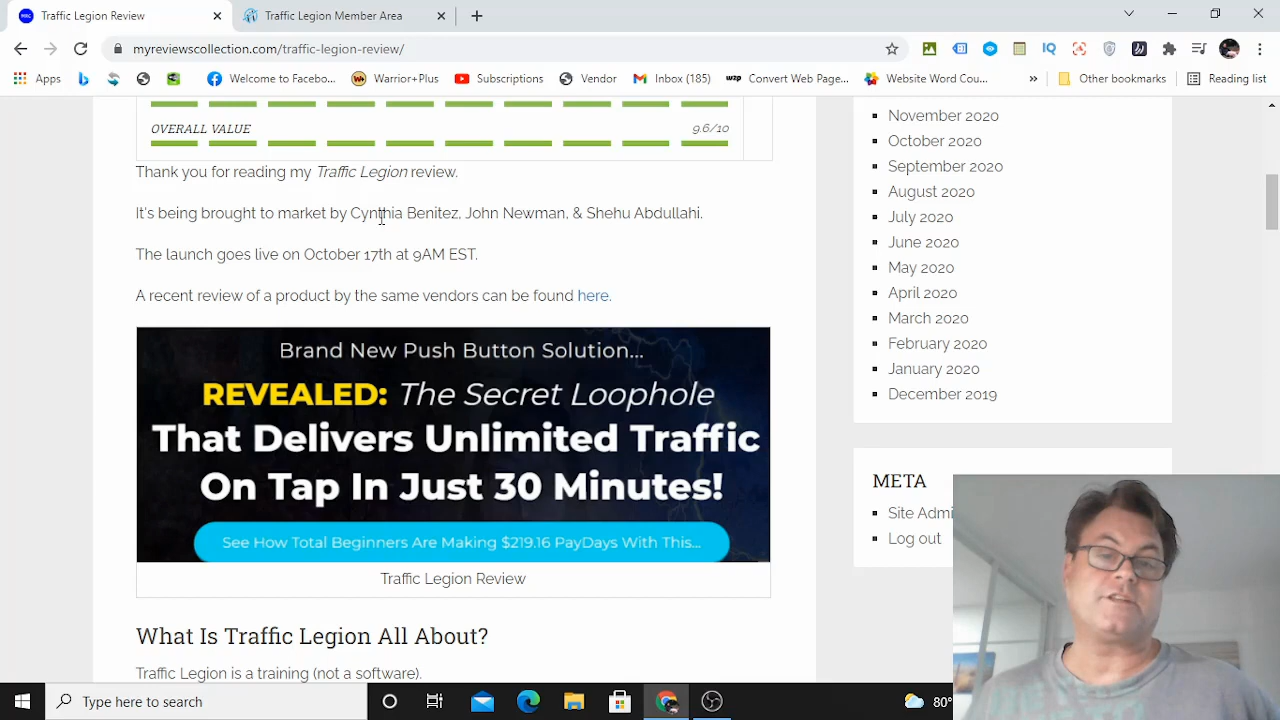 Traffic Legion Review
Traffic Legion Member Area
myreviewscollection.com/traffic-legion-review/
Apps
Welcome to Facebo...
Warrior+Plus
Subscriptions
Vendor
Inbox (185)
Convert Web Page...
Website Word Cou...
»
Other bookmarks
Reading list
OVERALL VALUE
9.6/10
Thank you for reading my Traffic Legion review.
It's being brought to market by Cynthia Benitez, John Newman, & Shehu Abdullahi.
The launch goes live on October 17th at 9AM EST.
A recent review of a product by the same vendors can be found here.
Brand New Push Button Solution...
REVEALED: The Secret Loophole
That Delivers Unlimited Traffic
On Tap In Just 30 Minutes!
See How Total Beginners Are Making $219.16 PayDays With This...
Traffic Legion Review
What Is Traffic Legion All About?
Traffic Legion is a training (not a software).
November 2020
October 2020
September 2020
August 2020
July 2020
June 2020
May 2020
April 2020
March 2020
February 2020
January 2020
December 2019
META
Site Admi
Log out
Type here to search
80°